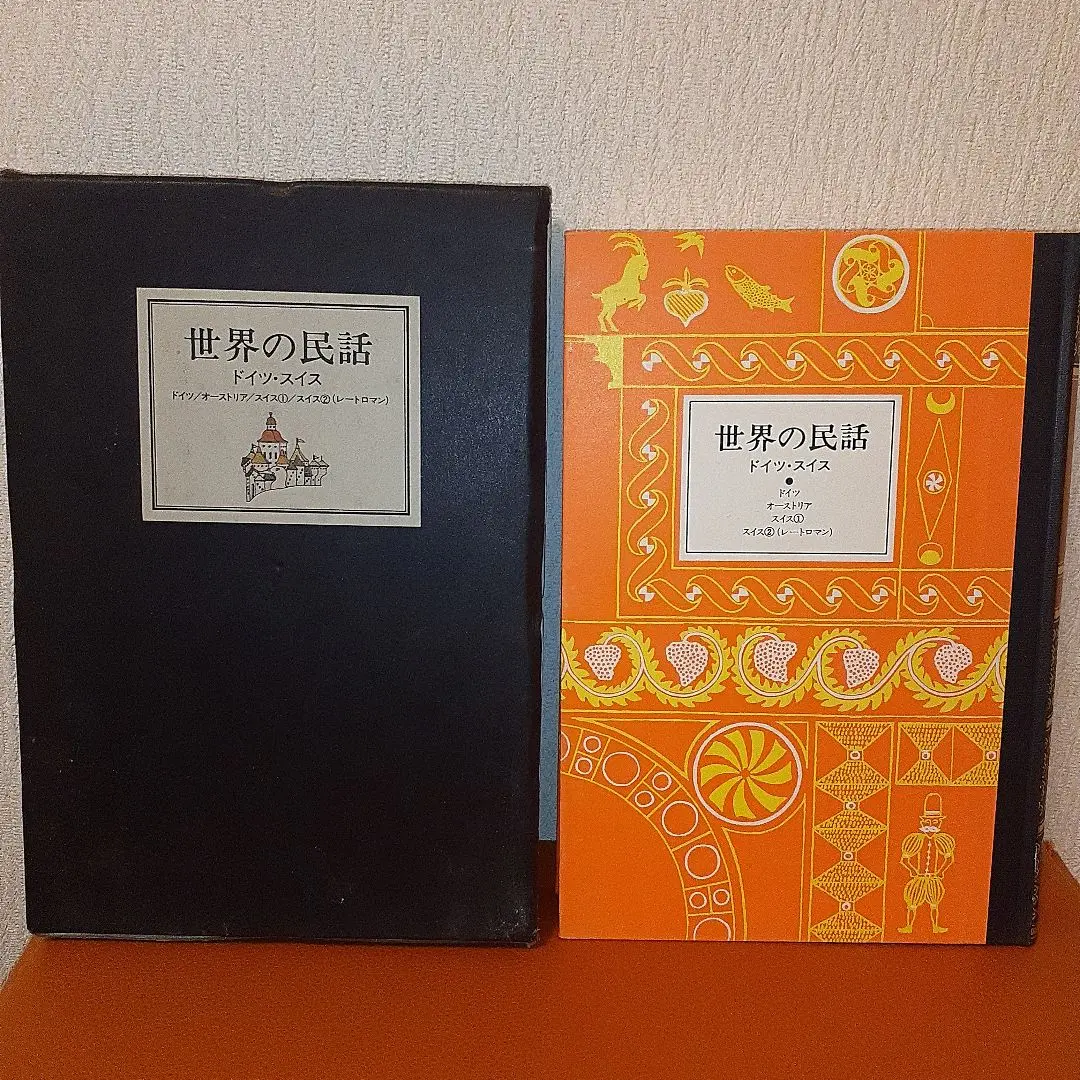 世界の民話
ドイツ・スイス
ドイツ/オーストリア/スイス①/スイス②(レートロマン)
世界の民話
ドイツ・スイス
●
ドイツ
オーストリア
スイス①
スイス②(レートロマン)